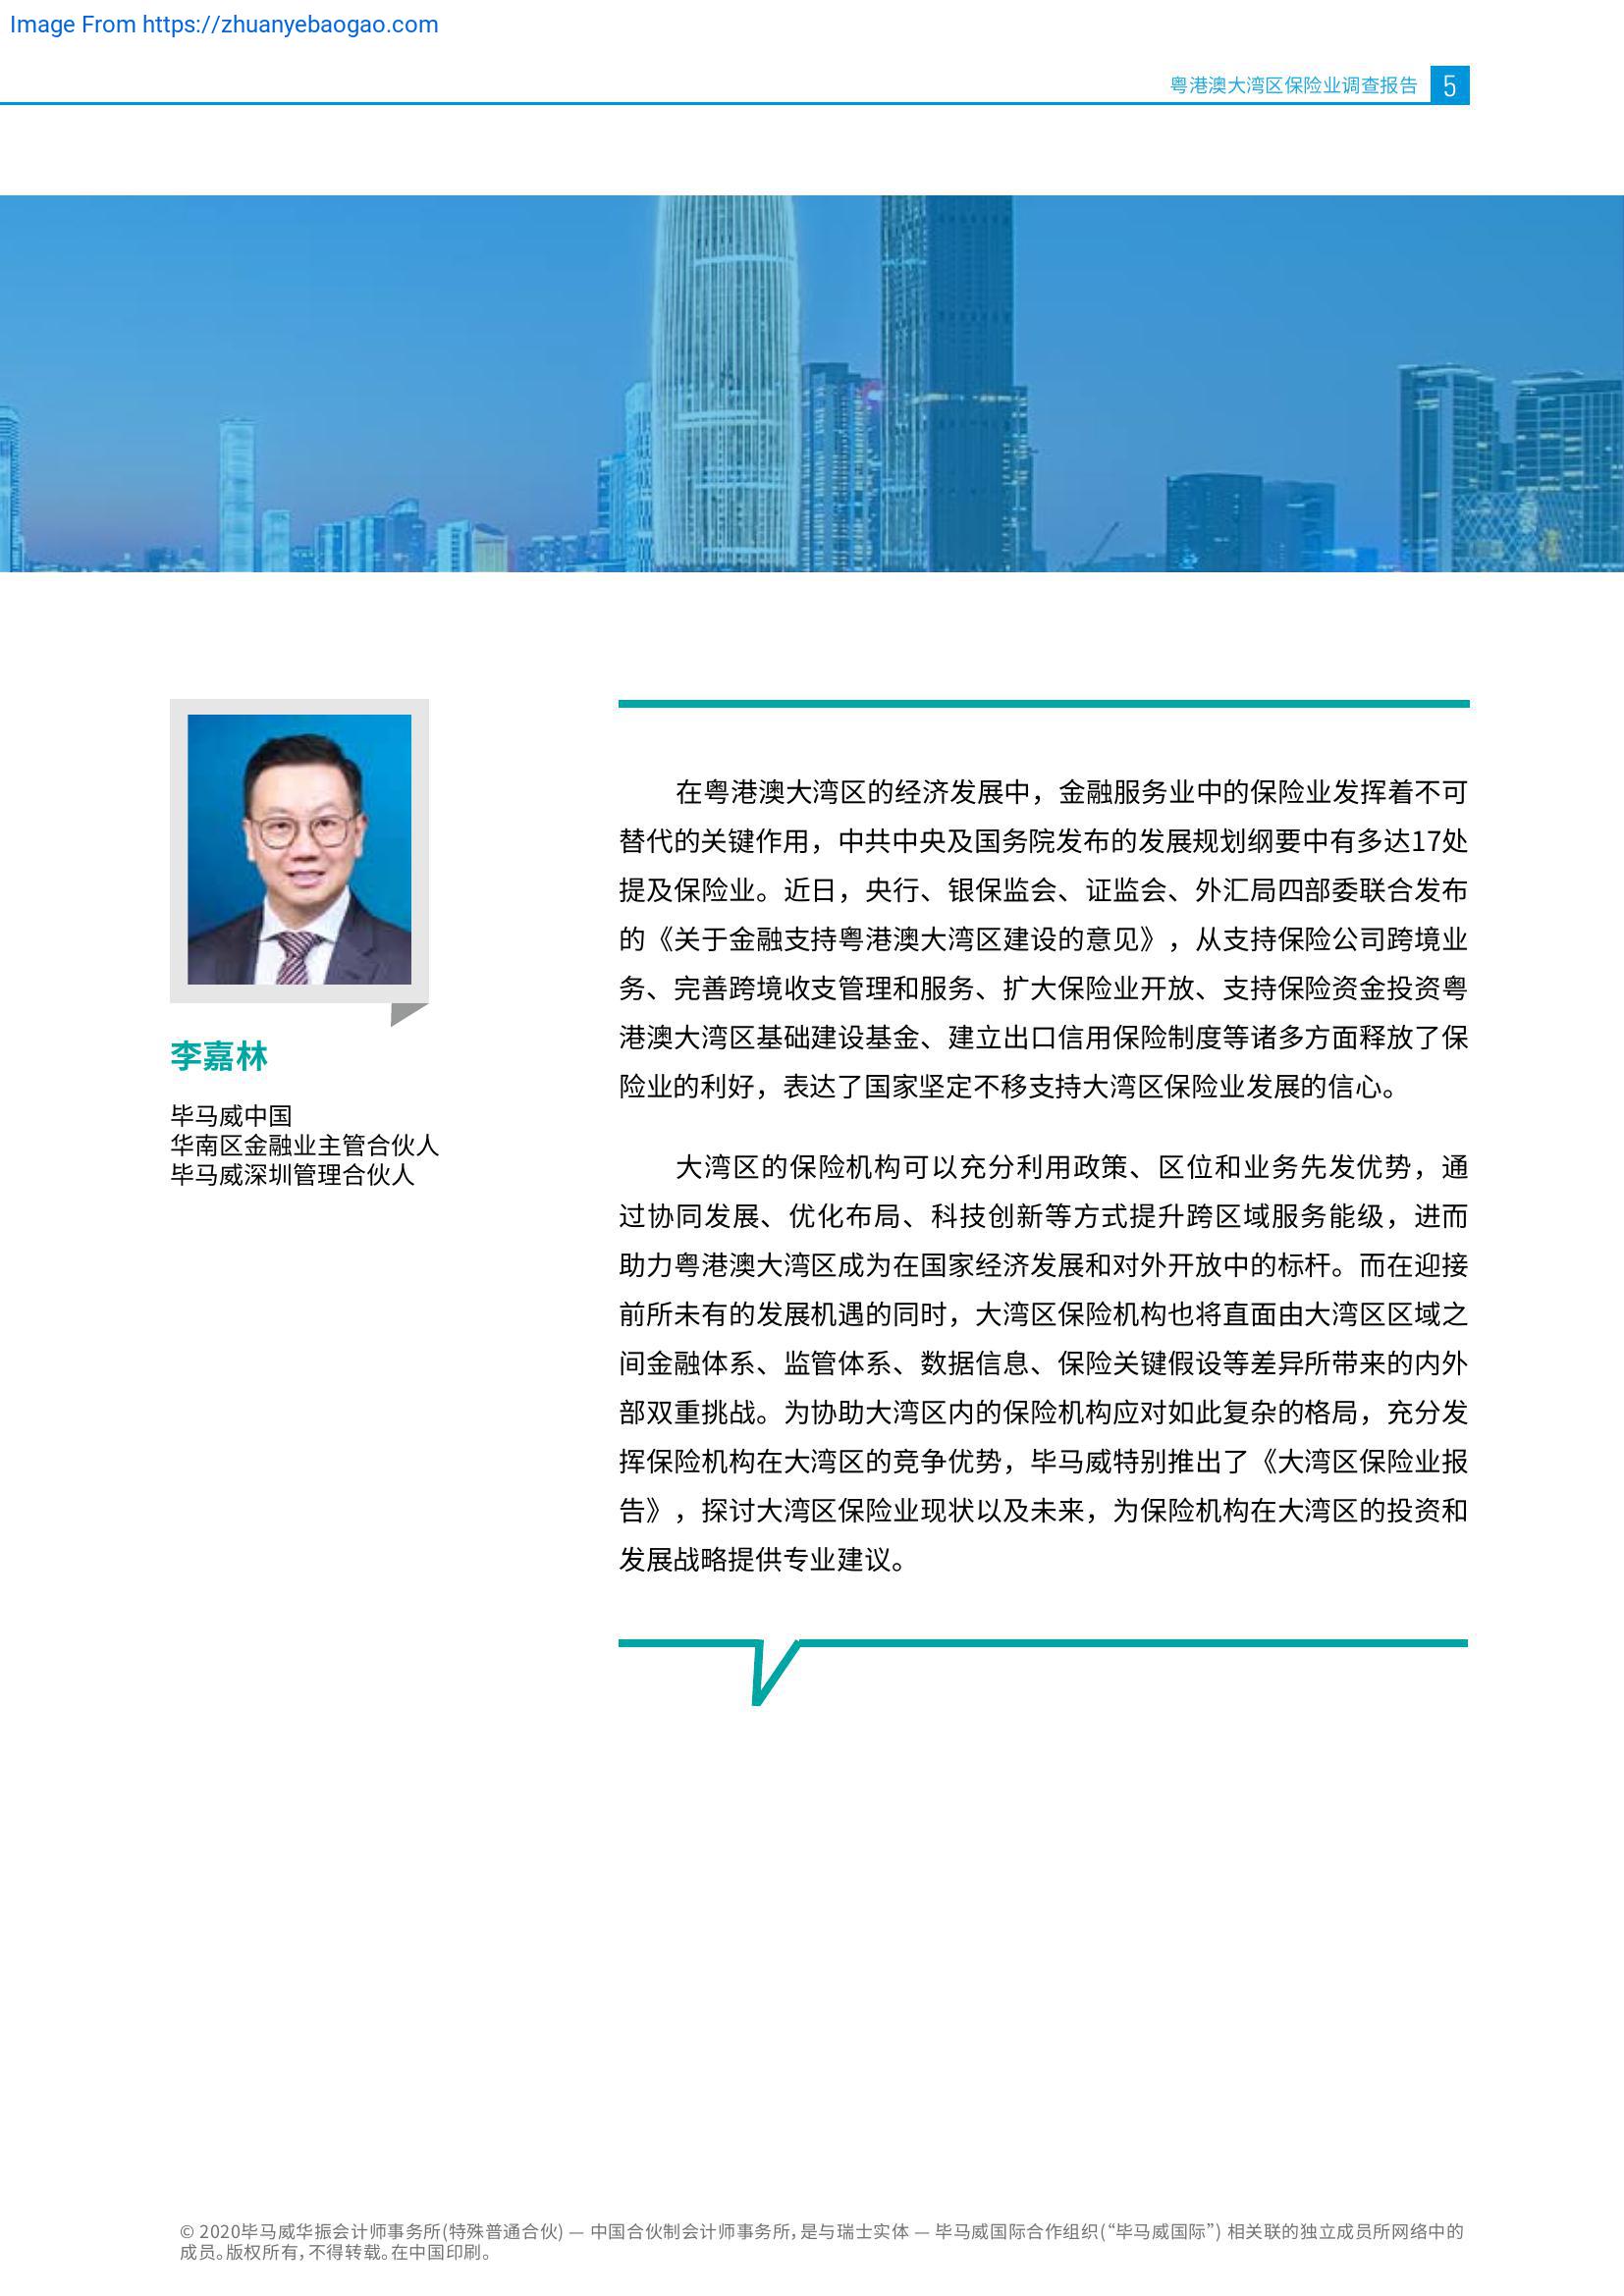 Image From https://zhuanyebaogao.com
粤港澳大湾区保险业调查报告 5
李嘉林
毕马威中国
华南区金融业主管合伙人
毕马威深圳管理合伙人
在粤港澳大湾区的经济发展中，金融服务业中的保险业发挥着不可
替代的关键作用，中共中央及国务院发布的发展规划纲要中有多达17处
提及保险业。近日，央行、银保监会、证监会、外汇局四部委联合发布
的《关于金融支持粤港澳大湾区建设的意见》，从支持保险公司跨境业
务、完善跨境收支管理和服务、扩大保险业开放、支持保险资金投资粤
港澳大湾区基础建设基金、建立出口信用保险制度等诸多方面释放了保
险业的利好，表达了国家坚定不移支持大湾区保险业发展的信心。
大湾区的保险机构可以充分利用政策、区位和业务先发优势，通
过协同发展、优化布局、科技创新等方式提升跨区域服务能级，进而
助力粤港澳大湾区成为在国家经济发展和对外开放中的标杆。而在迎接
前所未有的发展机遇的同时，大湾区保险机构也将直面由大湾区区域之
间金融体系、监管体系、数据信息、保险关键假设等差异所带来的内外
部双重挑战。为协助大湾区内的保险机构应对如此复杂的格局，充分发
挥保险机构在大湾区的竞争优势，毕马威特别推出了《大湾区保险业报
告》，探讨大湾区保险业现状以及未来，为保险机构在大湾区的投资和
发展战略提供专业建议。
© 2020毕马威华振会计师事务所(特殊普通合伙) — 中国合伙制会计师事务所，是与瑞士实体 — 毕马威国际合作组织(“毕马威国际”) 相关联的独立成员所网络中的
成员。版权所有，不得转载。在中国印刷。